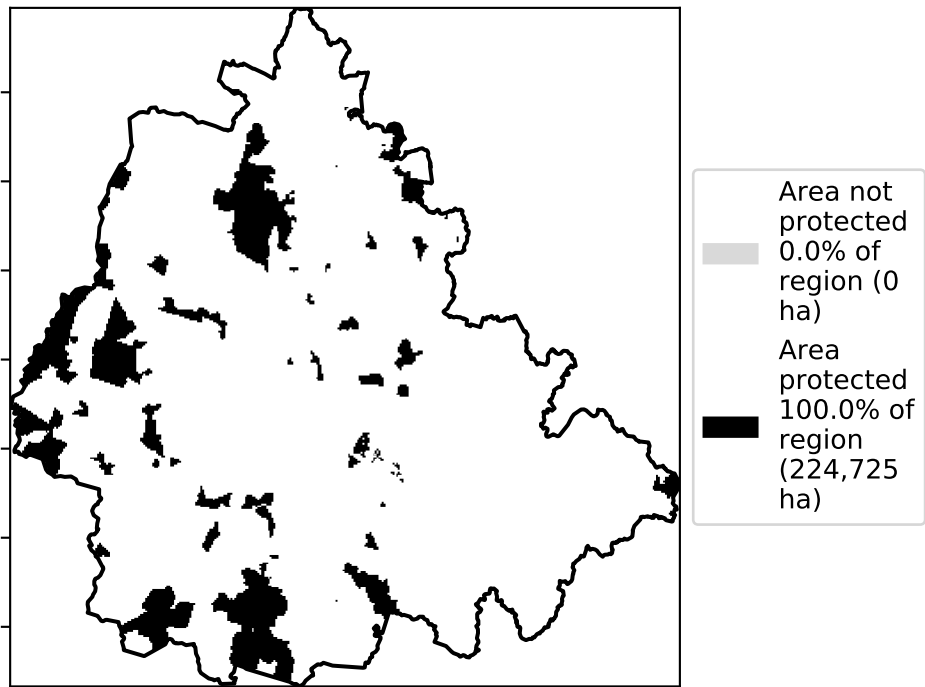 Area not
protected
0.0% of
region (0
ha)
Area
protected
100.0% of
region
(224,725
ha)